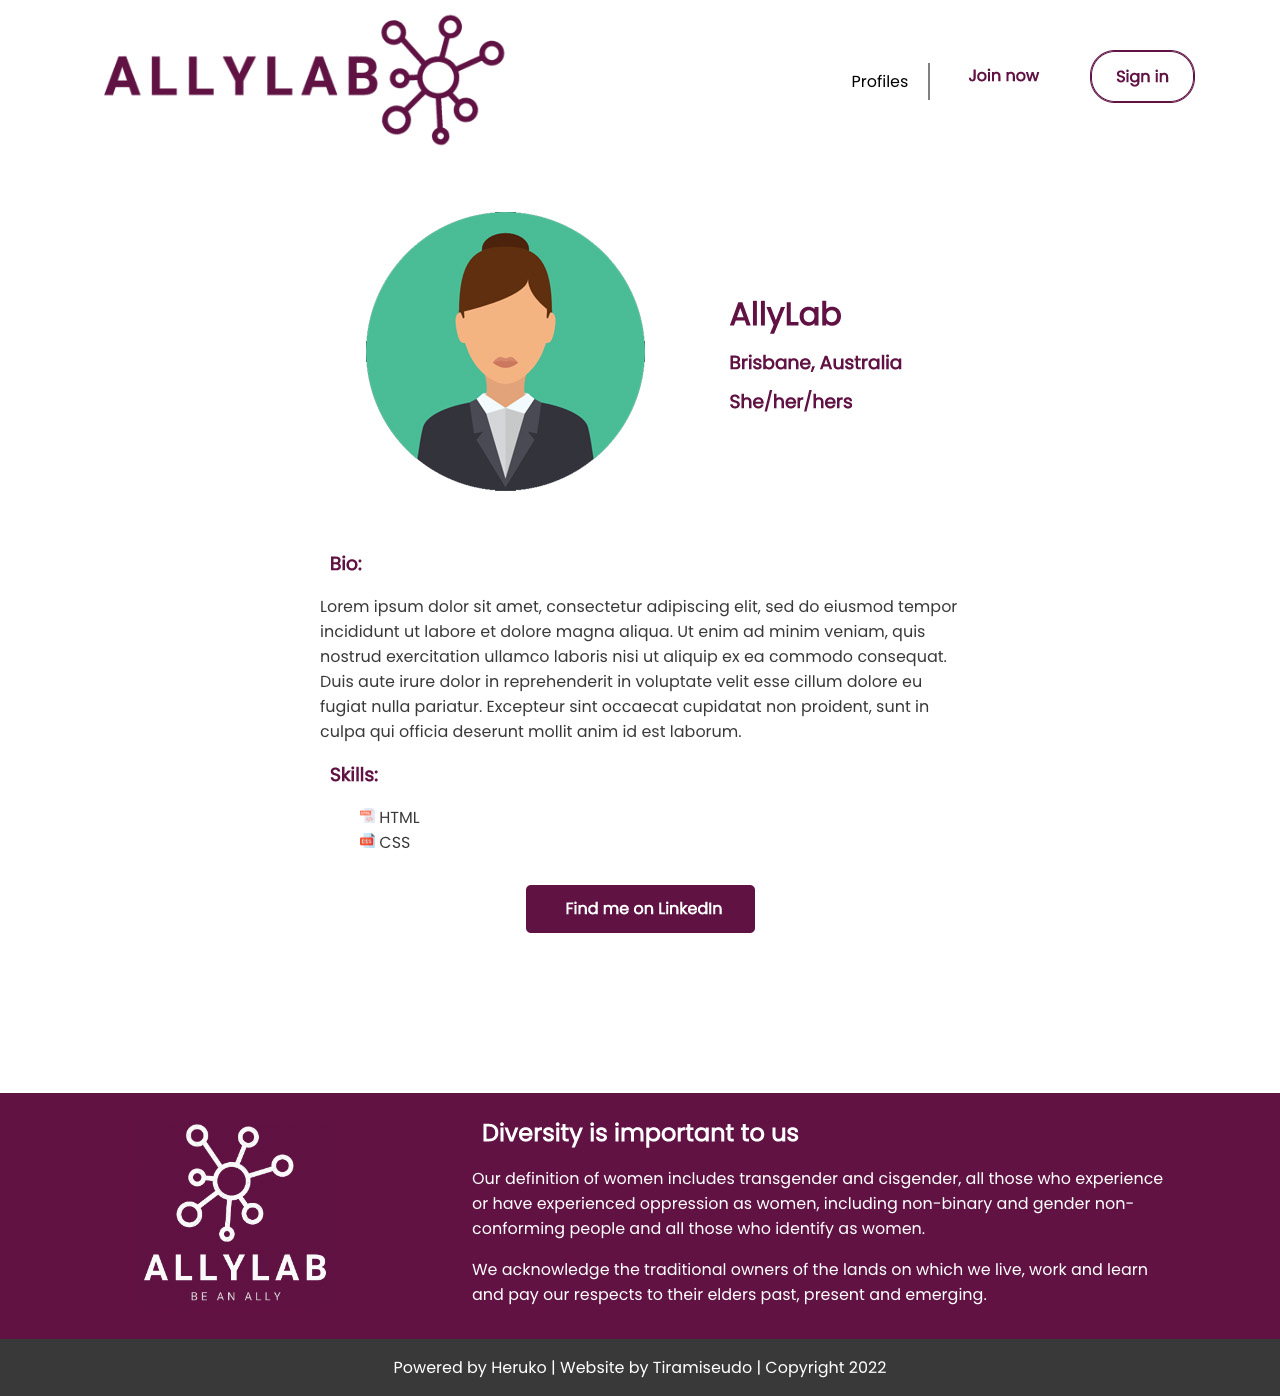 ALLYLAB
Profiles
Join now
Sign in
AllyLab
Brisbane, Australia
She/her/hers
Bio:
Lorem ipsum dolor sit amet, consectetur adipiscing elit, sed do eiusmod tempor
incididunt ut labore et dolore magna aliqua. Ut enim ad minim veniam, quis
nostrud exercitation ullamco laboris nisi ut aliquip ex ea commodo consequat.
Duis aute irure dolor in reprehenderit in voluptate velit esse cillum dolore eu
fugiat nulla pariatur. Excepteur sint occaecat cupidatat non proident, sunt in
culpa qui officia deserunt mollit anim id est laborum.
Skills:
HTML
CSS
Find me on LinkedIn
ALLYLAB
BE AN ALLY
Diversity is important to us
Our definition of women includes transgender and cisgender, all those who experience
or have experienced oppression as women, including non-binary and gender non-
conforming people and all those who identify as women.
We acknowledge the traditional owners of the lands on which we live, work and learn
and pay our respects to their elders past, present and emerging.
Powered by Heruko | Website by Tiramiseudo | Copyright 2022